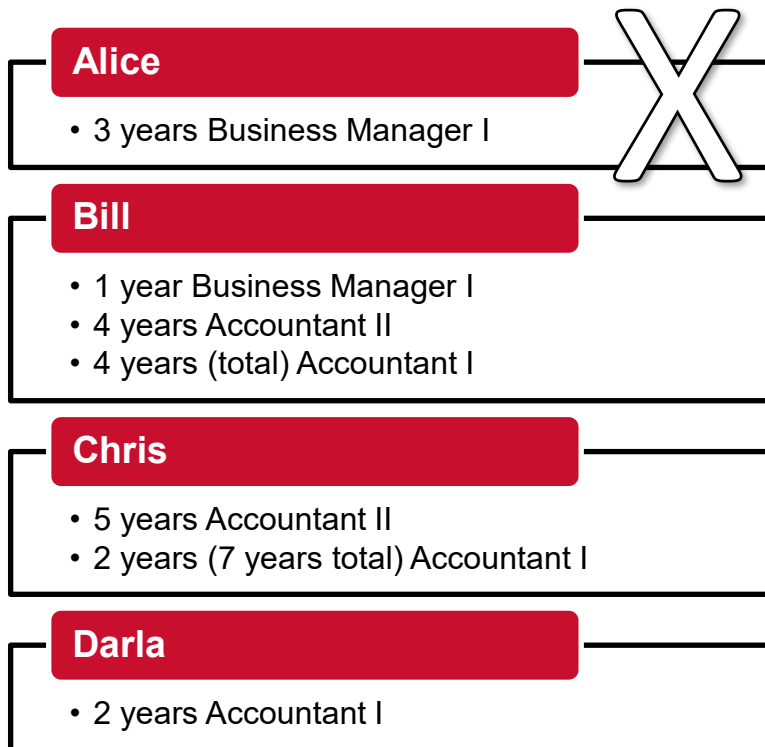 Alice
X
• 3 years Business Manager I
Bill
• 1 year Business Manager I
• 4 years Accountant II
• 4 years (total) Accountant I
Chris
• 5 years Accountant II
• 2 years (7 years total) Accountant I
Darla
• 2 years Accountant I